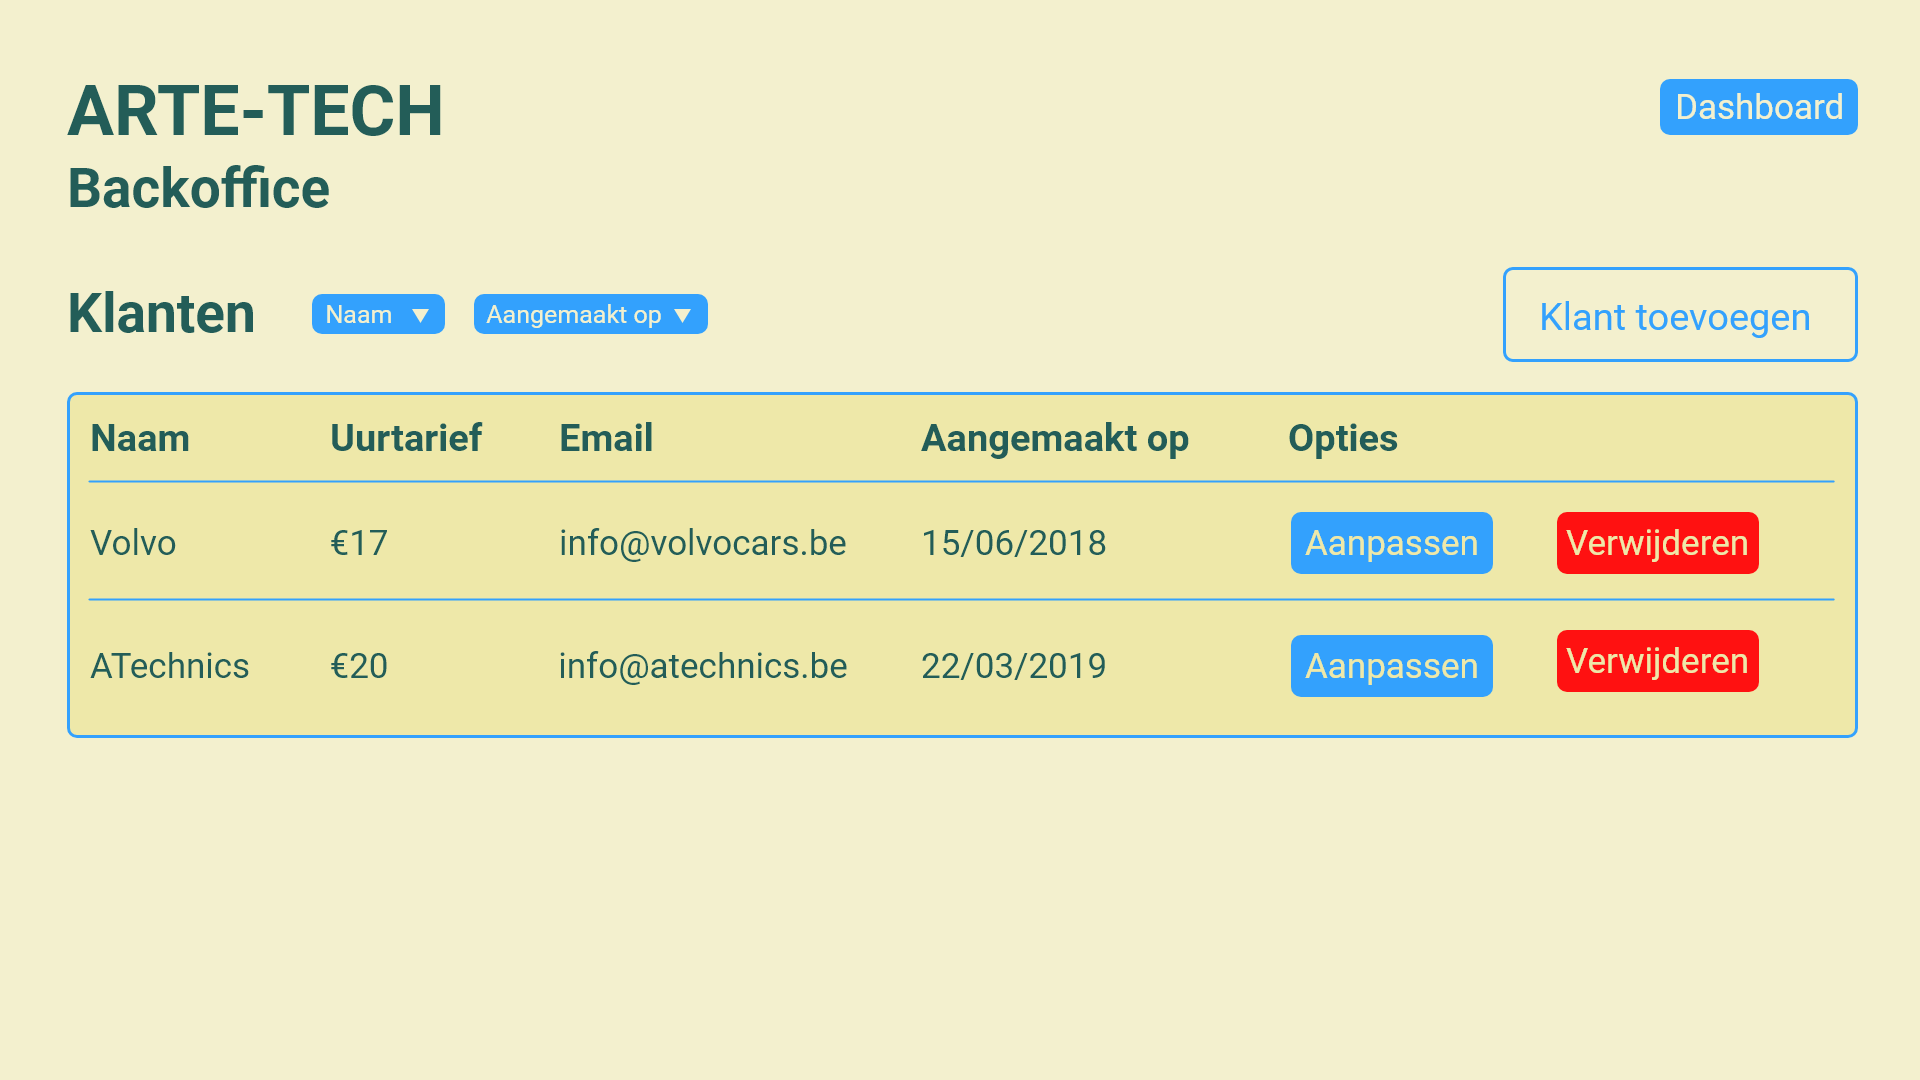 ARTE-TECH
Dashboard
Backoffice
Klanten Naam ▼ Aangemaakt op ▼ Klant toevoegen
Naam Uurtarief Email Aangemaakt op Opties
Volvo €17 info@volvocars.be 15/06/2018 Aanpassen Verwijderen
ATechnics €20 info@atechnics.be 22/03/2019 Aanpassen Verwijderen